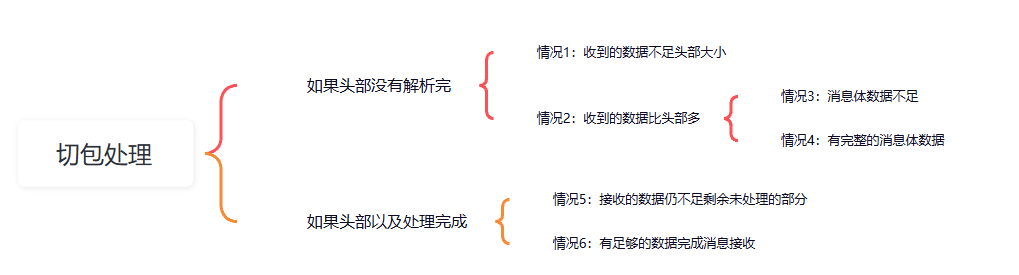 切包处理
如果头部没有解析完
情况1：收到的数据不足头部大小
情况2：收到的数据比头部多
情况3：消息体数据不足
情况4：有完整的消息体数据
如果头部以及处理完成
情况5：接收的数据仍不足剩余未处理的部分
情况6：有足够的数据完成消息接收